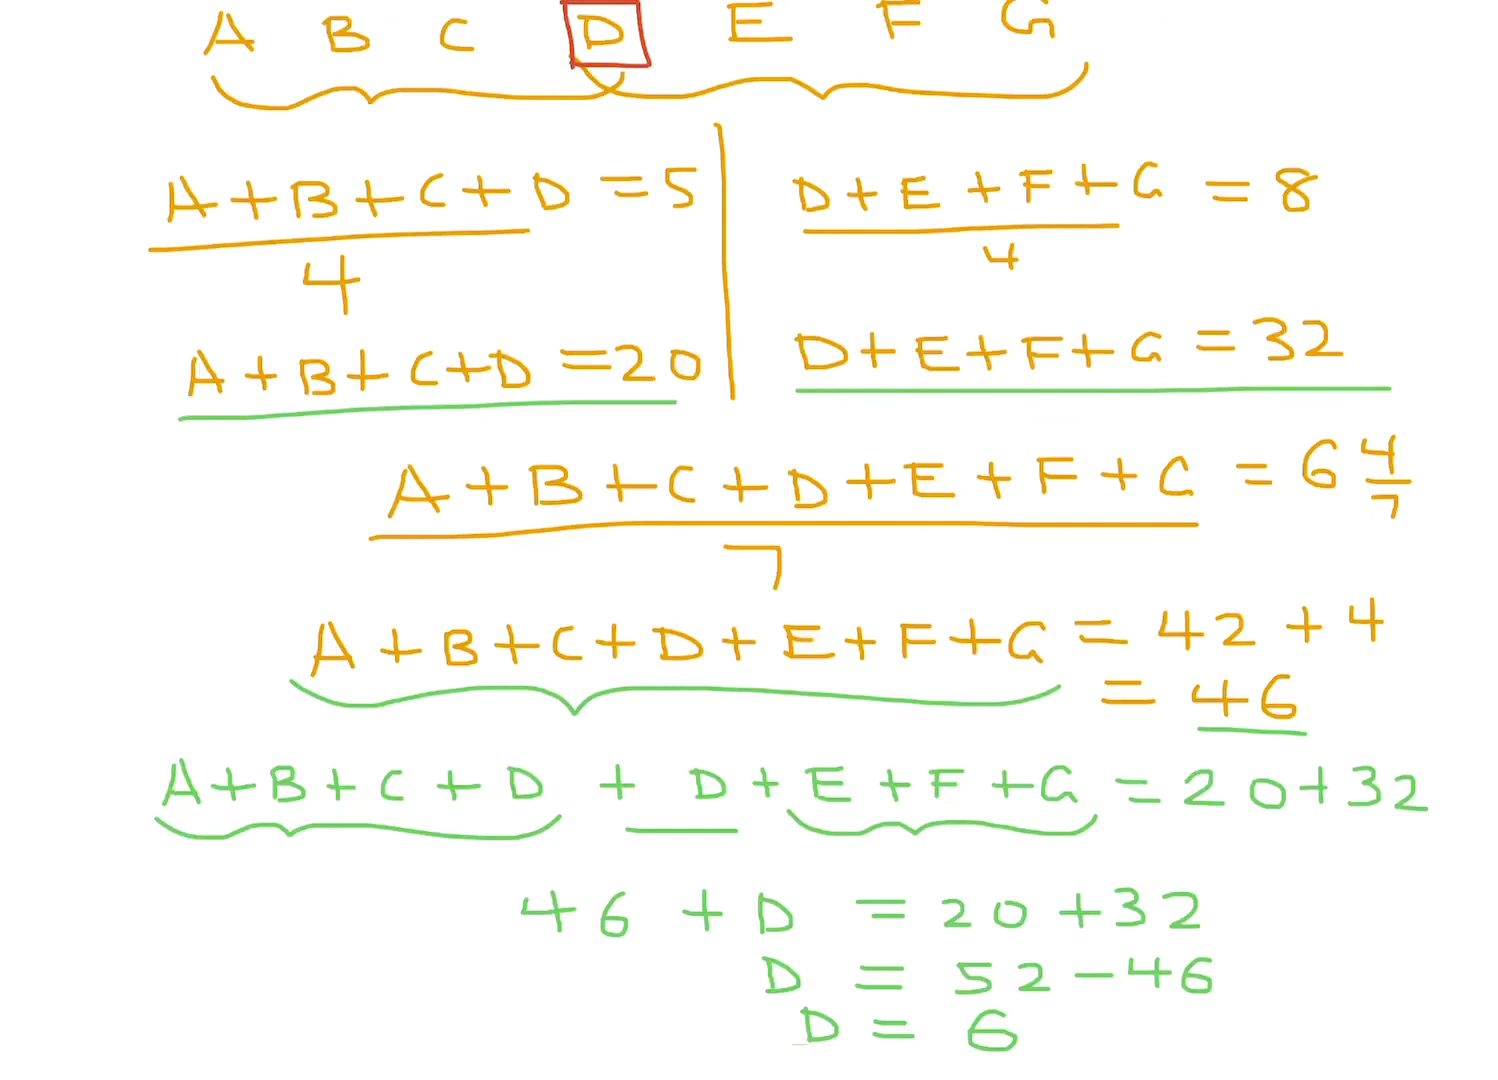 A B C D E F G
A+B+C+D =5
4
D+E+F+G = 8
4
A+B+C+D =20
D+E+F+G = 32
A+B+C+D+E+F+C = 6 4/7
7
A+B+C+D+E+F+G = 42+4
= 46
A+B+C+D + D+E+F+G = 20+32
46 + D = 20+32
D = 52-46
D = 6